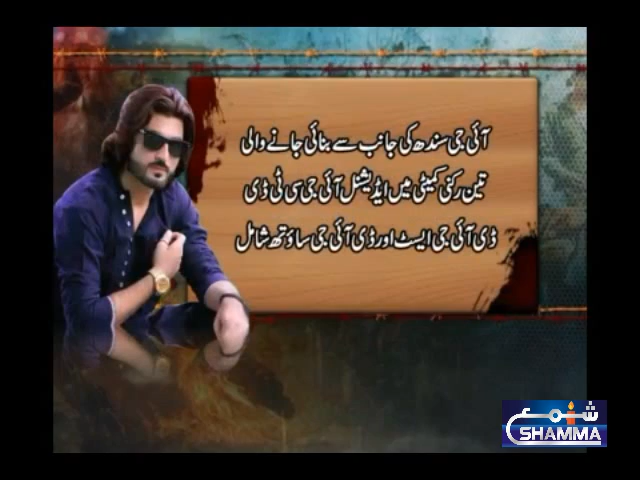 آئی جی سندھ کی جانب سے بنائی جانے والی
تین رکنی کمیٹی میں ایڈیشنل آئی جی سی ٹی ڈی
ڈی آئی جی ایسٹ اور ڈی آئی جی ساؤتھ شامل
شمع
SHAMMA